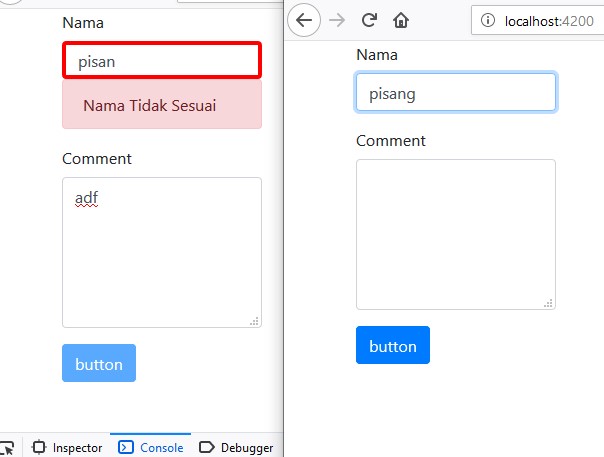 Nama
pisan
Nama Tidak Sesuai
Comment
adf
button
Inspector
Console
Debugger
localhost:4200
Nama
pisang
Comment
button